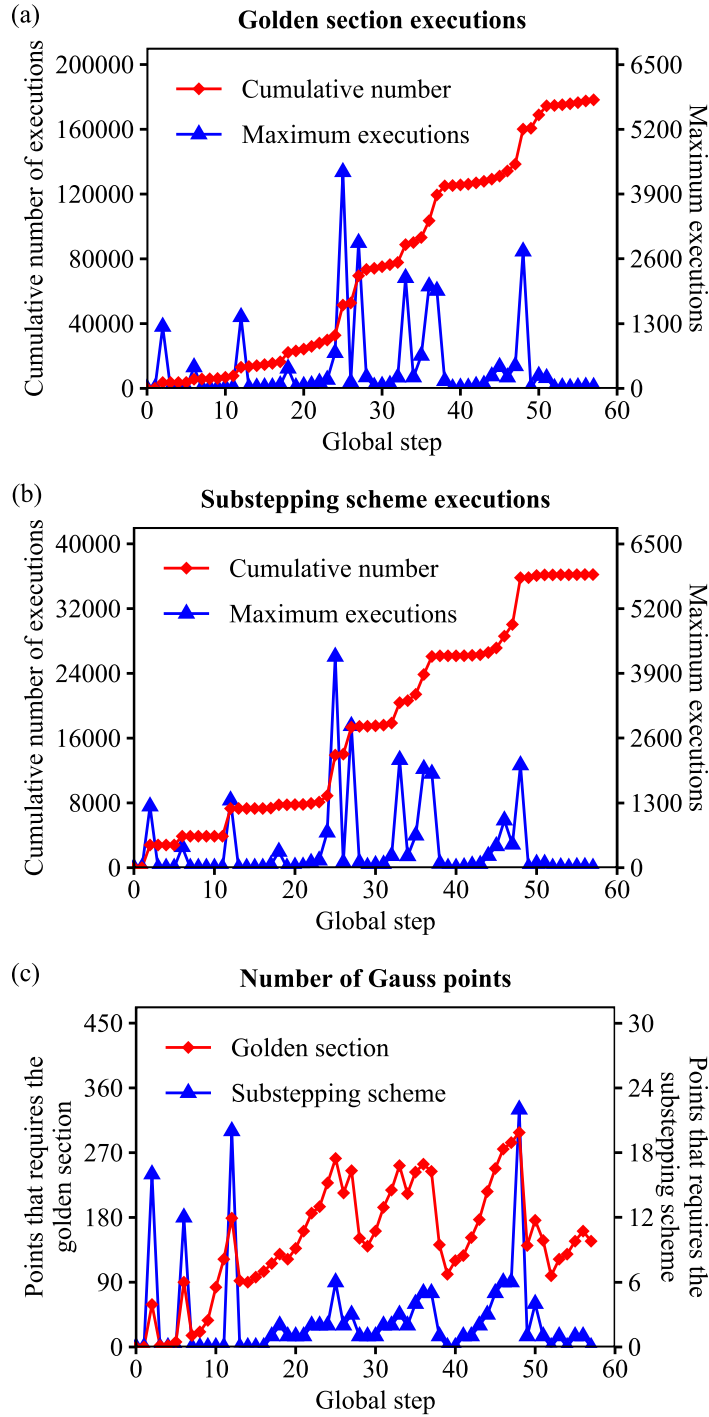 (a)
Golden section executions
Cumulative number of executions
200000
160000
120000
80000
40000
0
Cumulative number
Maximum executions
6500
5200
3900
2600
1300
0
Maximum executions
0 10 20 30 40 50 60
Global step
(b)
Substepping scheme executions
Cumulative number of executions
40000
32000
24000
16000
8000
0
Cumulative number
Maximum executions
6500
5200
3900
2600
1300
0
Maximum executions
0 10 20 30 40 50 60
Global step
(c)
Number of Gauss points
Points that requires the
golden section
450
360
270
180
90
0
Golden section
Substepping scheme
30
24
18
12
6
0
Points that requires the
substepping scheme
0 10 20 30 40 50 60
Global step